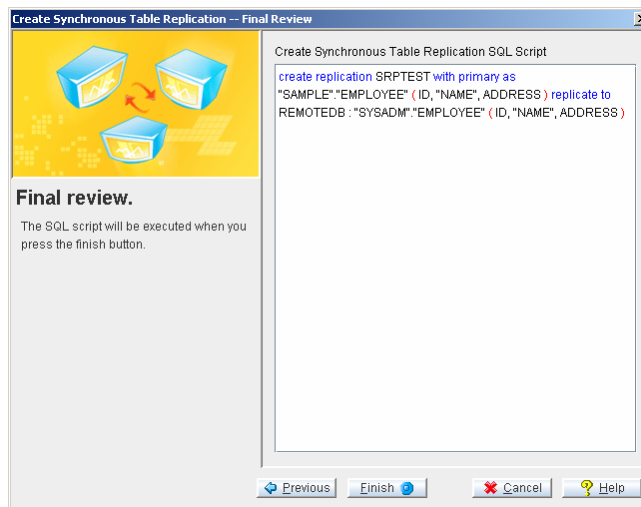 Create Synchronous Table Replication -- Final Review
Create Synchronous Table Replication SQL Script
create replication SRPTEST with primary as
"SAMPLE"."EMPLOYEE" ( ID, "NAME", ADDRESS ) replicate to
REMOTEDB : "SYSADM"."EMPLOYEE" ( ID, "NAME", ADDRESS )
Final review.
The SQL script will be executed when you
press the finish button.
Previous
Finish
Cancel
Help